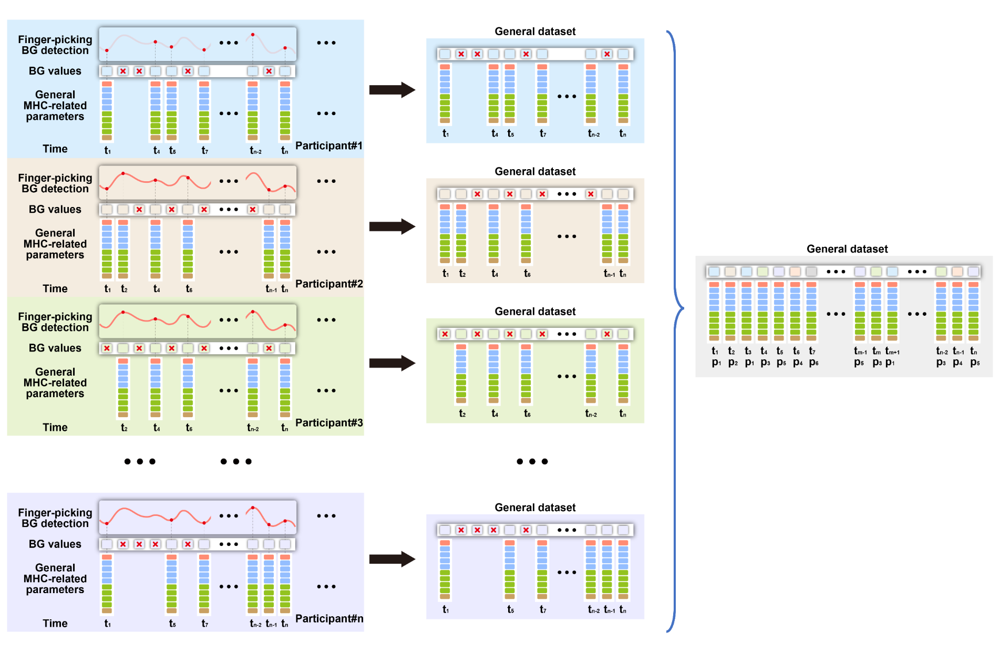 Finger-picking
BG detection
BG values
General
MHC-related
parameters
Time
t1 t4 t5 t7 tn-2 tn
Participant#1
General dataset
t1 t4 t5 t7 tn-2 tn
Finger-picking
BG detection
BG values
General
MHC-related
parameters
Time
t1 t2 t4 t6 tn-1 tn
Participant#2
General dataset
t1 t2 t4 t6 tn-1 tn
Finger-picking
BG detection
BG values
General
MHC-related
parameters
Time
t2 t4 t6 tn-2 tn
Participant#3
General dataset
t2 t4 t6 tn-2 tn
Finger-picking
BG detection
BG values
General
MHC-related
parameters
Time
t1 t5 t7 tn-2 tn-1 tn
Participant#n
General dataset
t1 t5 t7 tn-2 tn-1 tn
General dataset
t1 t2 t3 t4 t5 t6 t7 tm-1 tm tm+1 tn-2 tn-1 tn
p1 p2 p1 p3 p5 p4 p6 p5 p3 p1 p3 p4 p5